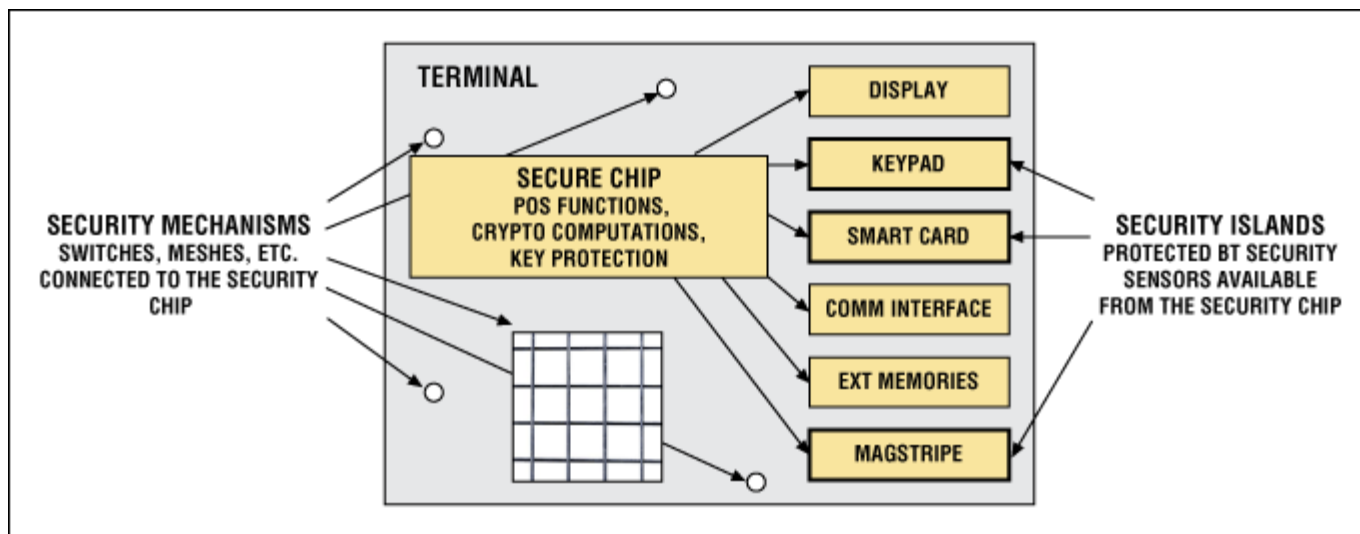 TERMINAL
SECURITY MECHANISMS
SWITCHES, MESHES, ETC.
CONNECTED TO THE SECURITY
CHIP
SECURE CHIP
POS FUNCTIONS,
CRYPTO COMPUTATIONS,
KEY PROTECTION
DISPLAY
KEYPAD
SMART CARD
COMM INTERFACE
EXT MEMORIES
MAGSTRIPE
SECURITY ISLANDS
PROTECTED BT SECURITY
SENSORS AVAILABLE
FROM THE SECURITY CHIP